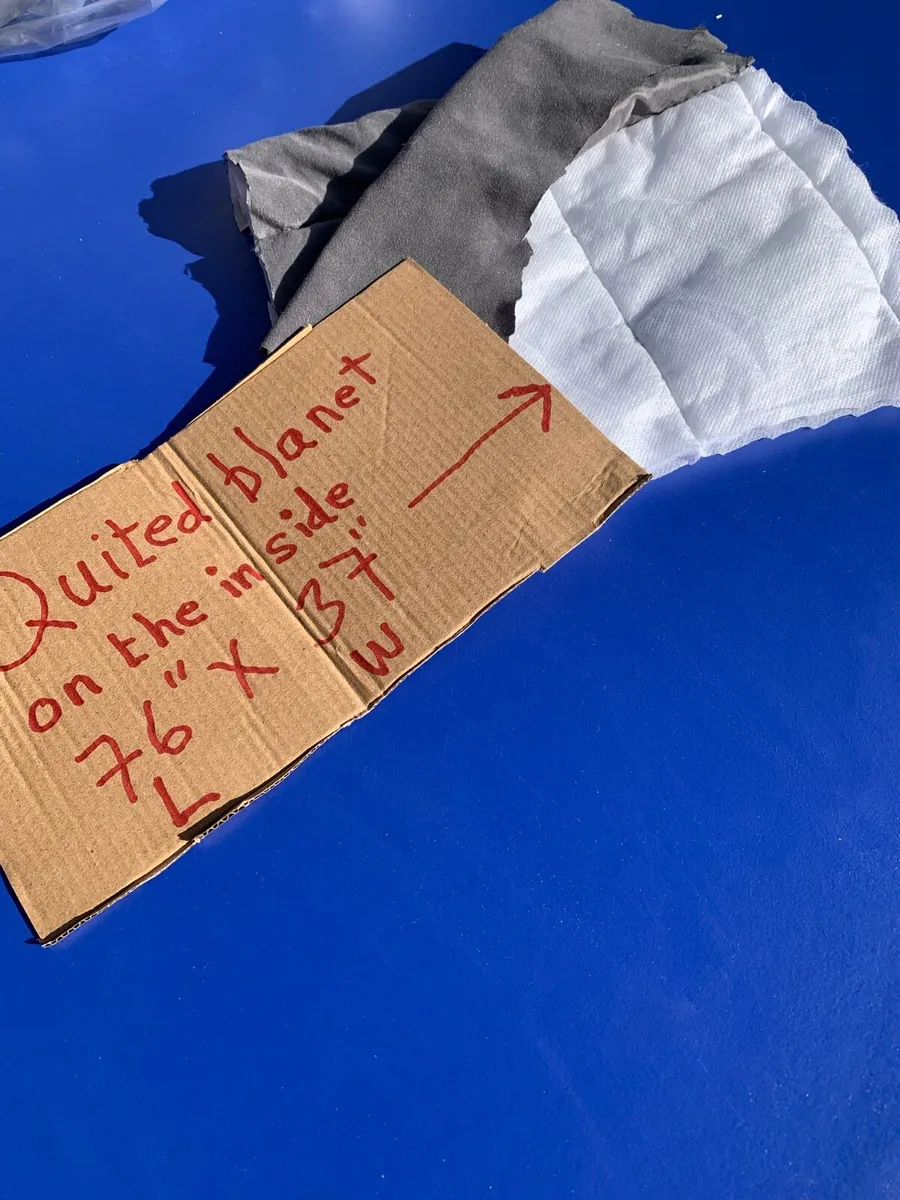 Quited blanet
on the inside
76" X 37"
L W